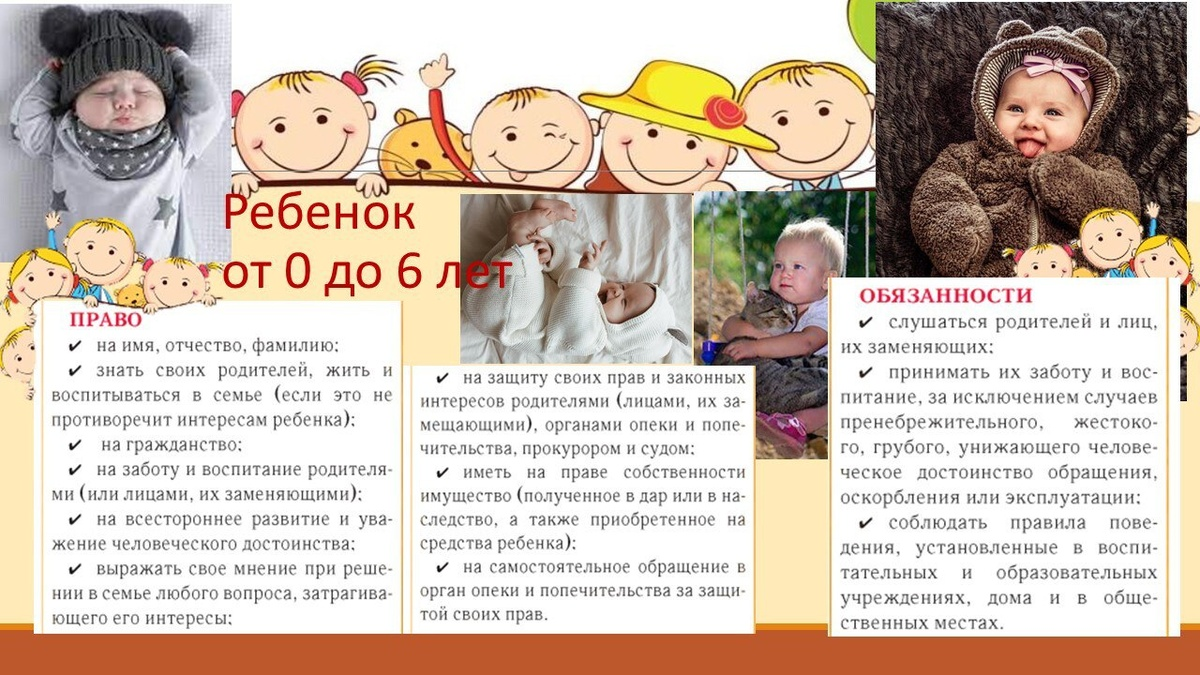 Ребенок
от 0 до 6 лет
ПРАВО
✔ на имя, отчество, фамилию;
✔ знать своих родителей, жить и
воспитываться в семье (если это не
противоречит интересам ребенка);
✔ на гражданство;
✔ на заботу и воспитание родителя-
ми (или лицами, их заменяющими);
✔ на всестороннее развитие и ува-
жение человеческого достоинства;
✔ выражать свое мнение при реше-
нии в семье любого вопроса, затрагива-
ющего его интересы;
✔ на защиту своих прав и законных
интересов родителями (лицами, их за-
мещающими), органами опеки и попе-
чительства, прокурором и судом;
✔ иметь на праве собственности
имущество (полученное в дар или в на-
следство, а также приобретенное на
средства ребенка);
✔ на самостоятельное обращение в
орган опеки и попечительства за защи-
той своих прав.
ОБЯЗАННОСТИ
✔ слушаться родителей и лиц,
их заменяющих;
✔ принимать их заботу и вос-
питание, за исключением случаев
пренебрежительного, жестоко-
го, грубого, унижающего челове-
ческое достоинство обращения,
оскорбления или эксплуатации;
✔ соблюдать правила пове-
дения, установленные в воспи-
тательных и образовательных
учреждениях, дома и в обще-
ственных местах.